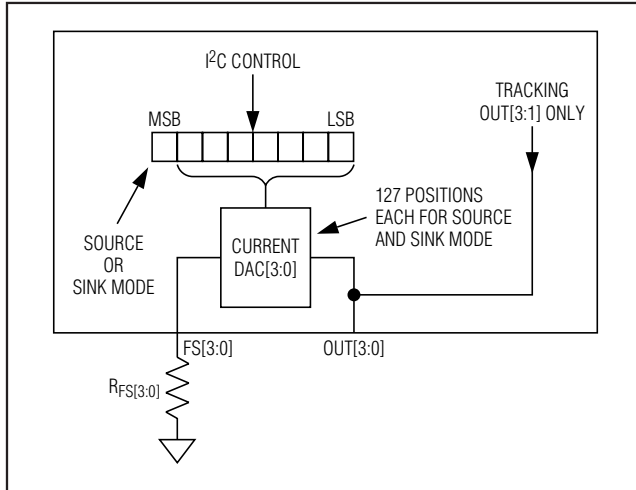 I²C CONTROL
TRACKING
OUT[3:1] ONLY
MSB
LSB
127 POSITIONS
EACH FOR SOURCE
AND SINK MODE
SOURCE
OR
SINK MODE
CURRENT
DAC[3:0]
FS[3:0]
OUT[3:0]
RFS[3:0]